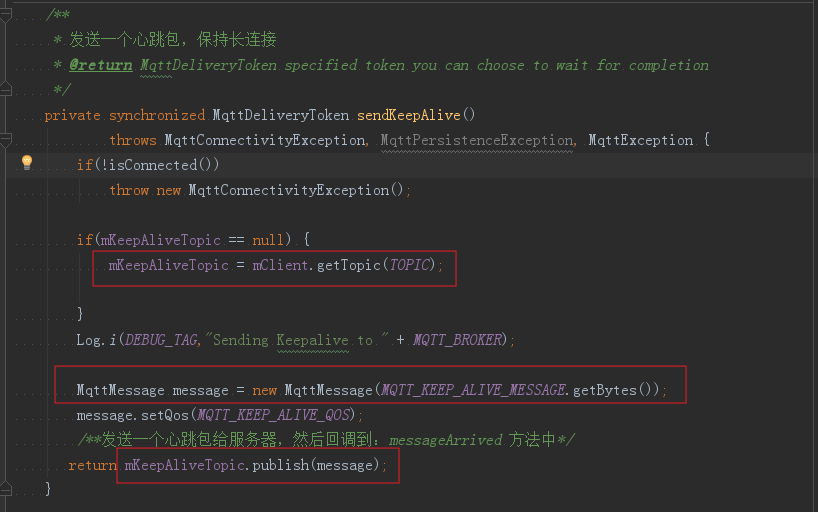 /**
* 发送一个心跳包，保持长连接
* @return MqttDeliveryToken specified token you can choose to wait for completion
*/
private synchronized MqttDeliveryToken sendKeepAlive()
throws MqttConnectivityException, MqttPersistenceException, MqttException {
if(!isConnected())
throw new MqttConnectivityException();
if(mKeepAliveTopic == null) {
mKeepAliveTopic = mClient.getTopic(TOPIC);
}
Log.i(DEBUG_TAG,"Sending Keepalive to " + MQTT_BROKER);
MqttMessage message = new MqttMessage(MQTT_KEEP_ALIVE_MESSAGE.getBytes());
message.setQos(MQTT_KEEP_ALIVE_QOS);
/**发送一个心跳包给服务器，然后回调到：messageArrived 方法中*/
return mKeepAliveTopic.publish(message);
}